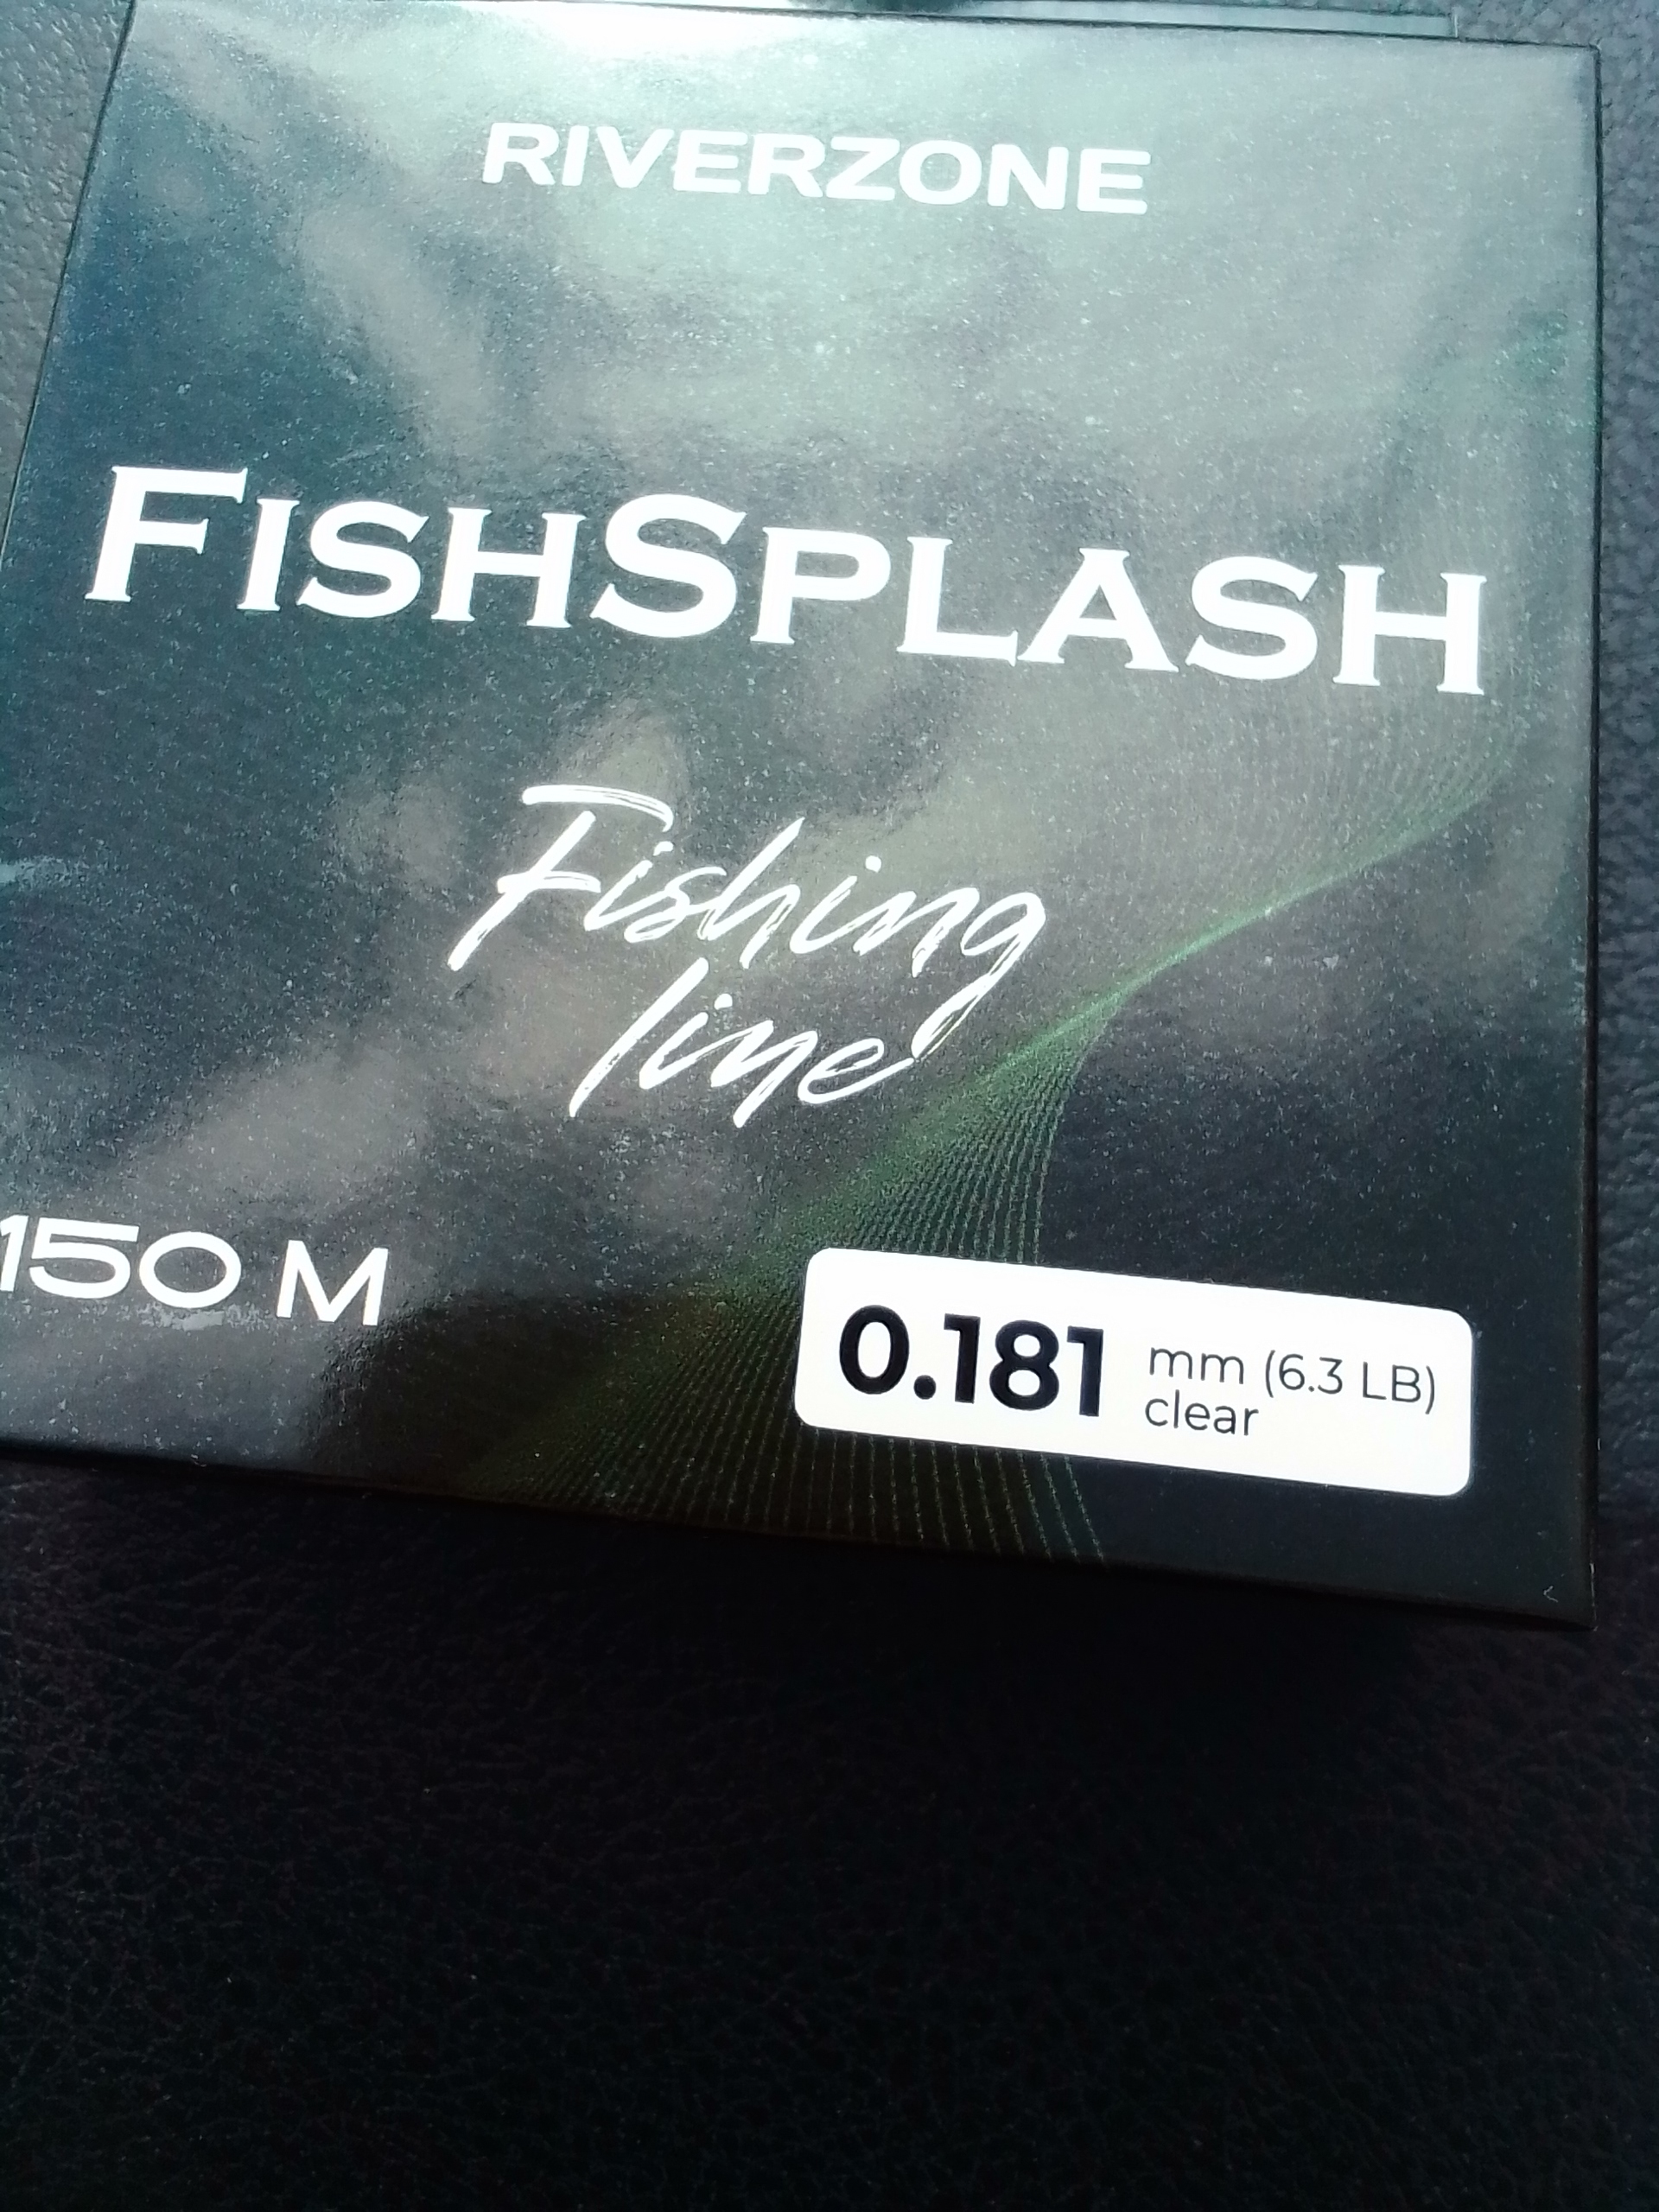 RIVERZONE
FISHSPLASH
Fishing
line
150 M
0.181 mm (6.3 LB)
clear